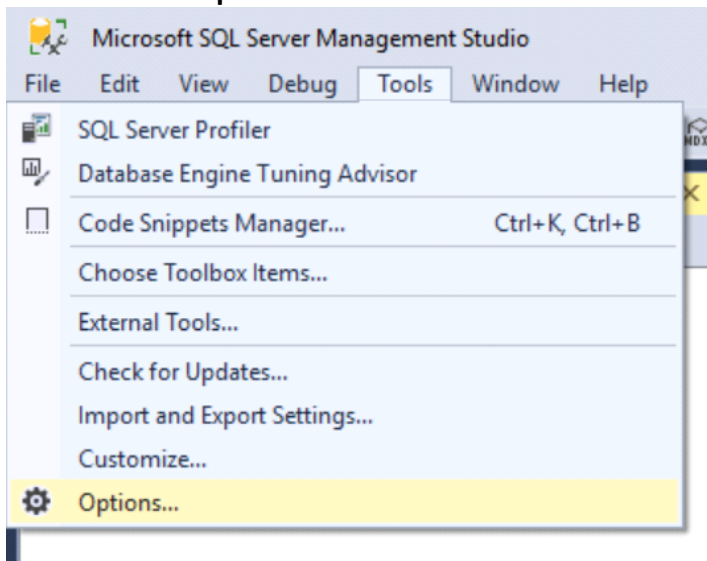 Microsoft SQL Server Management Studio
File Edit View Debug Tools Window Help
SQL Server Profiler
MDX
Database Engine Tuning Advisor
Code Snippets Manager... Ctrl+K, Ctrl+B
Choose Toolbox Items...
External Tools...
Check for Updates...
Import and Export Settings...
Customize...
Options...